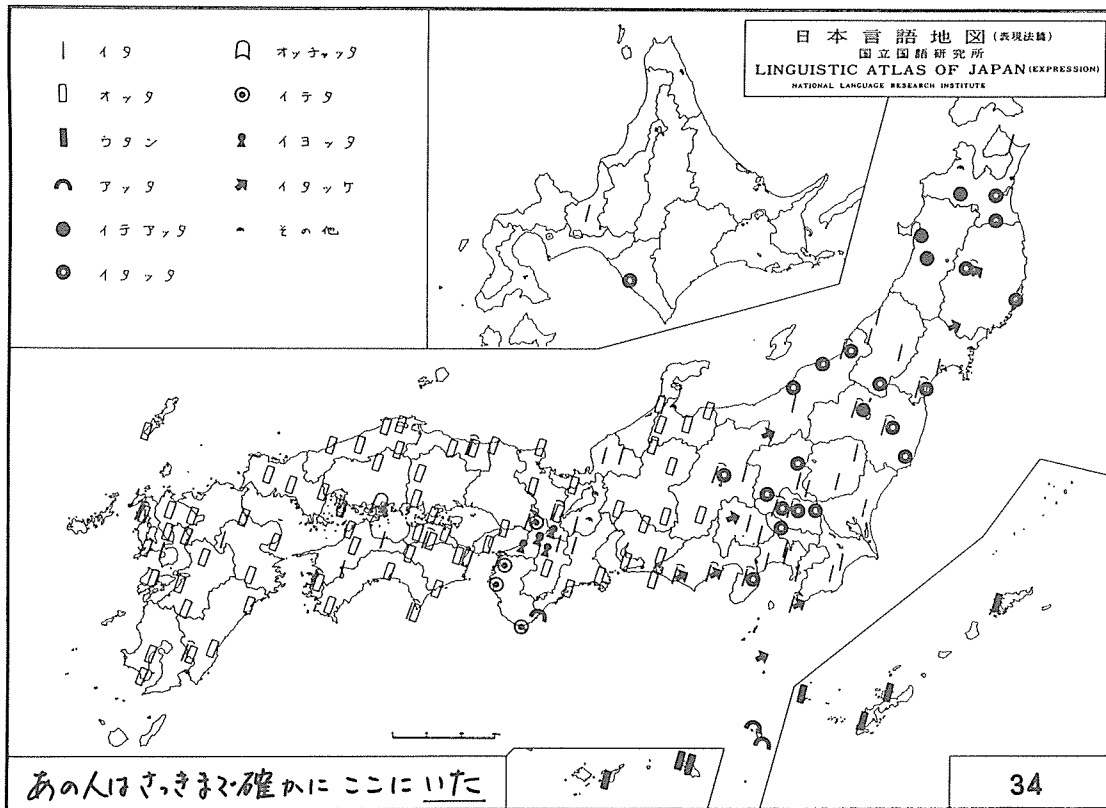 イタ
オッタ
ウタン
アッタ
イテアッタ
イタッタ
オッチャッタ
イテタ
イヨッタ
イタッケ
その他
日本言語地図(表現法篇)
国立国語研究所
LINGUISTIC ATLAS OF JAPAN (EXPRESSION)
NATIONAL LANGUAGE RESEARCH INSTITUTE
あの人はさっきまで確かに ここに いた
34